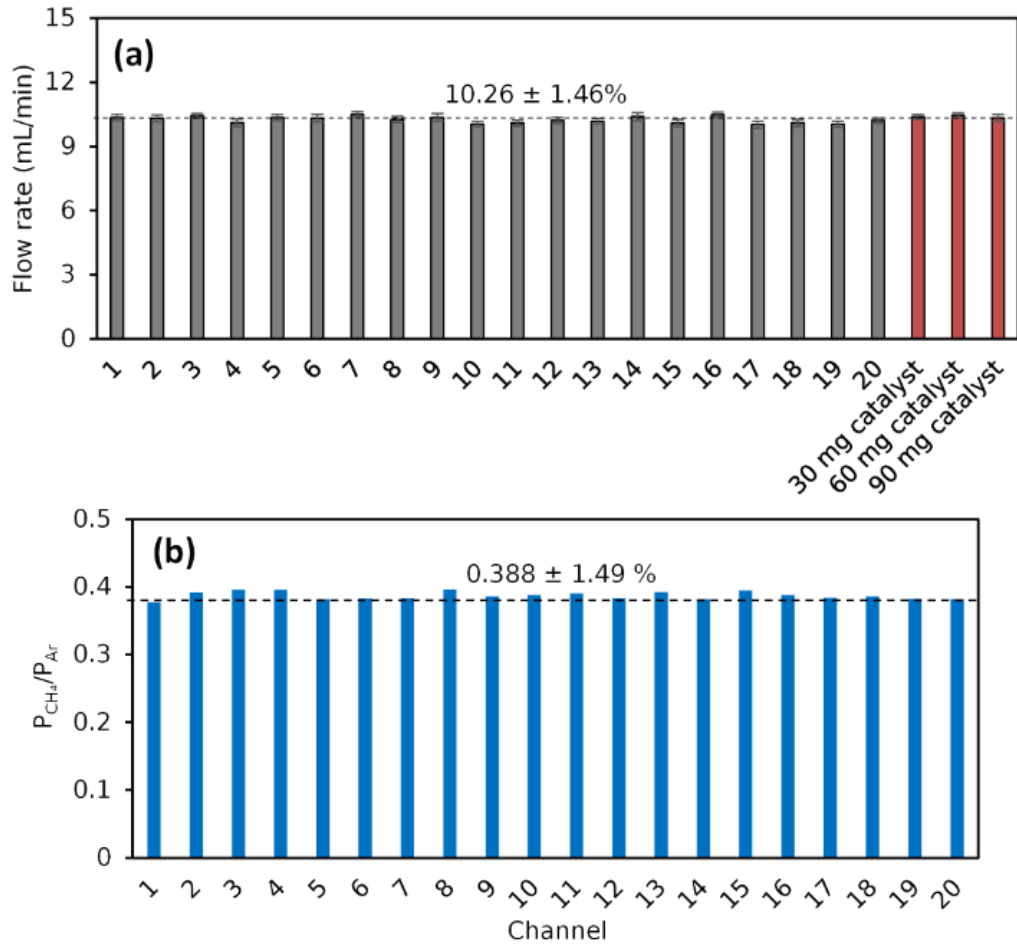 (a)
10.26 ± 1.46%
Flow rate (mL/min)
15
12
9
6
3
0
1 2 3 4 5 6 7 8 9 10 11 12 13 14 15 16 17 18 19 20 30 mg catalyst 60 mg catalyst 90 mg catalyst
(b)
0.388 ± 1.49 %
P_CH₄/P_Ar
0.5
0.4
0.3
0.2
0.1
0
1 2 3 4 5 6 7 8 9 10 11 12 13 14 15 16 17 18 19 20
Channel